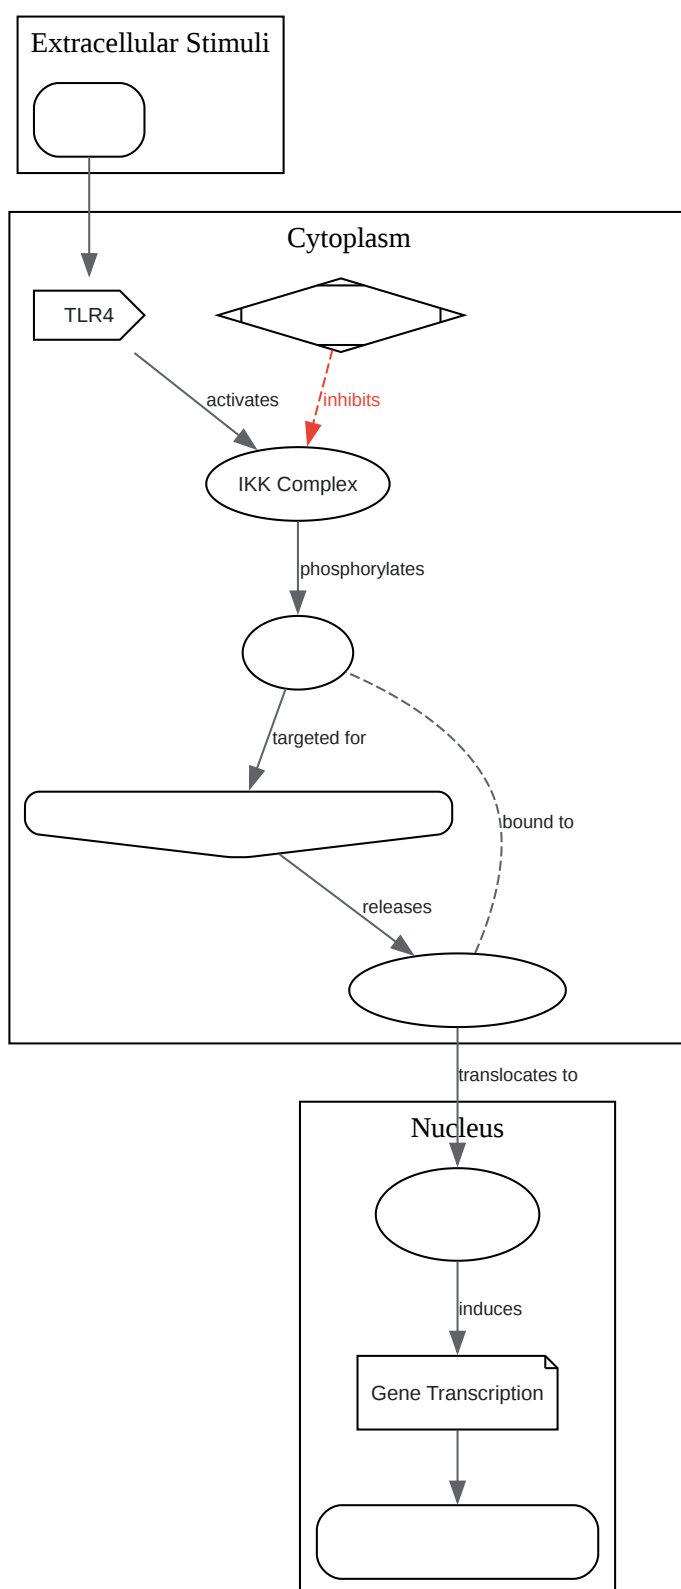 Extracellular Stimuli
Cytoplasm
TLR4
activates
inhibits
IKK Complex
phosphorylates
targeted for
bound to
releases
translocates to
Nucleus
induces
Gene Transcription